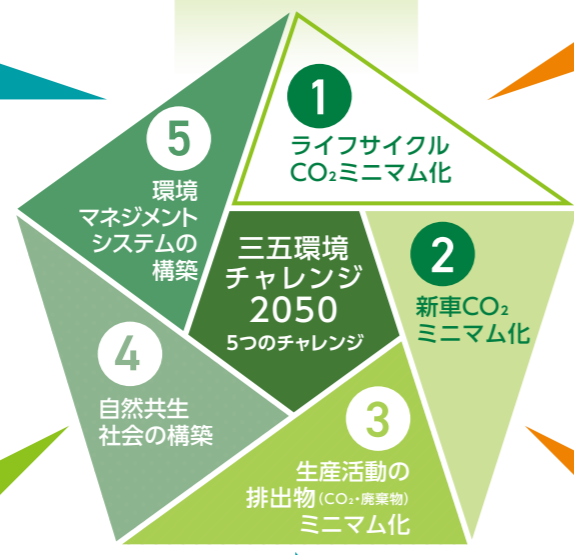 三五環境
チャレンジ
2050
5つのチャレンジ
1
ライフサイクル
CO₂ミニマム化
2
新車CO₂
ミニマム化
3
生産活動の
排出物(CO₂・廃棄物)
ミニマム化
4
自然共生
社会の構築
5
環境
マネジメント
システムの
構築